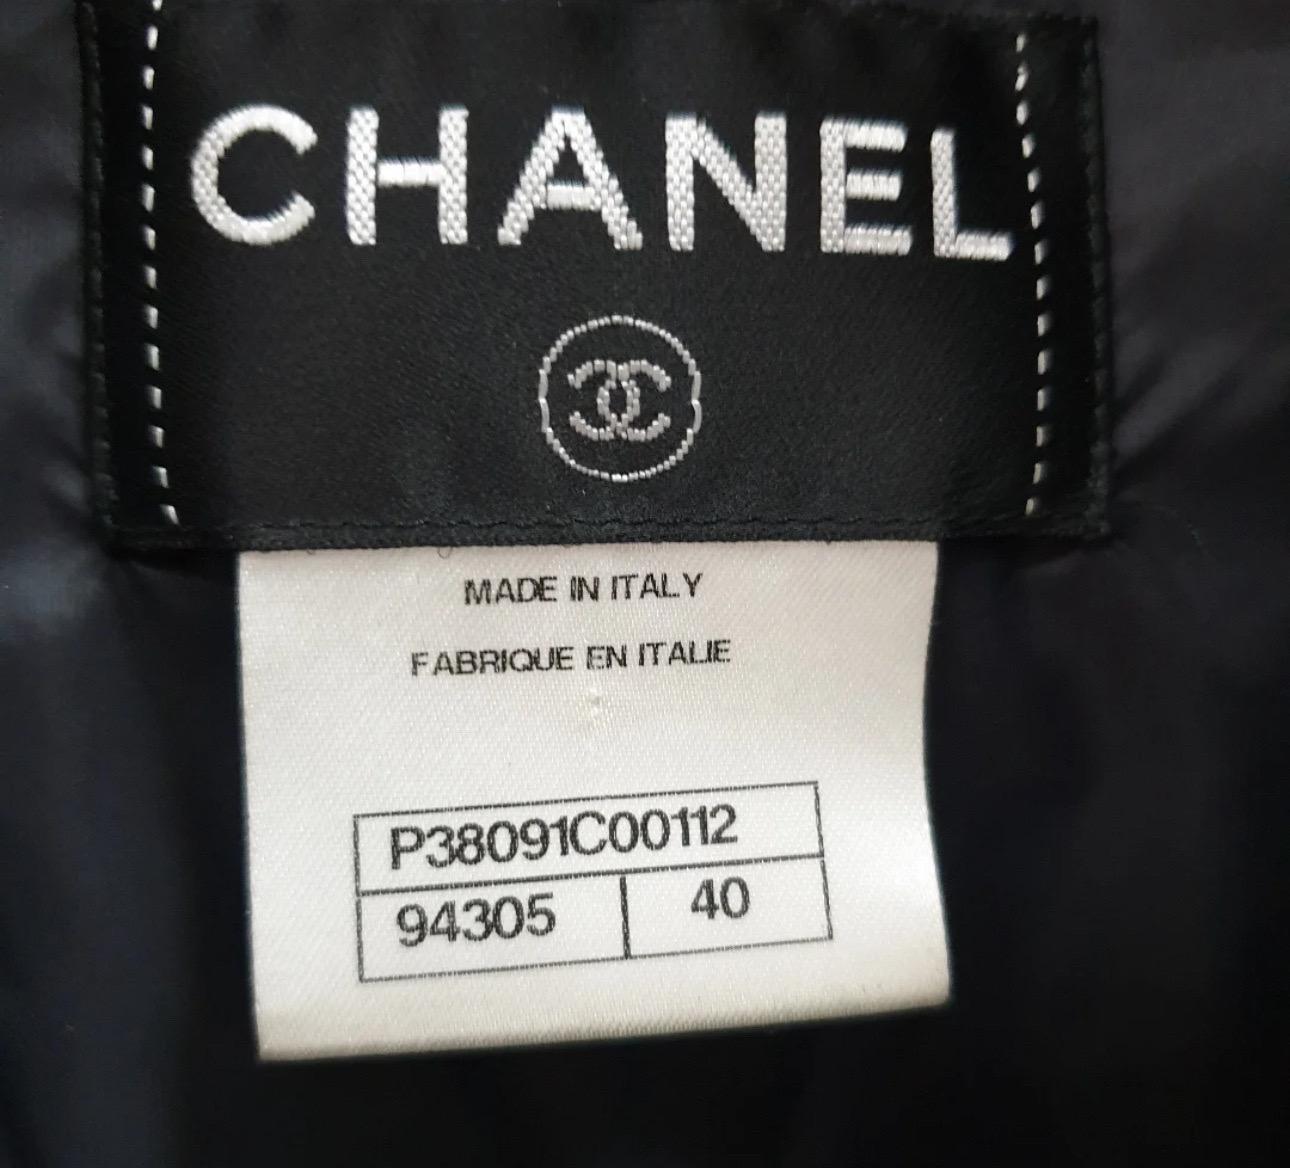 CHANEL
MADE IN ITALY
FABRIQUE EN ITALIE
P38091C00112
94305 40